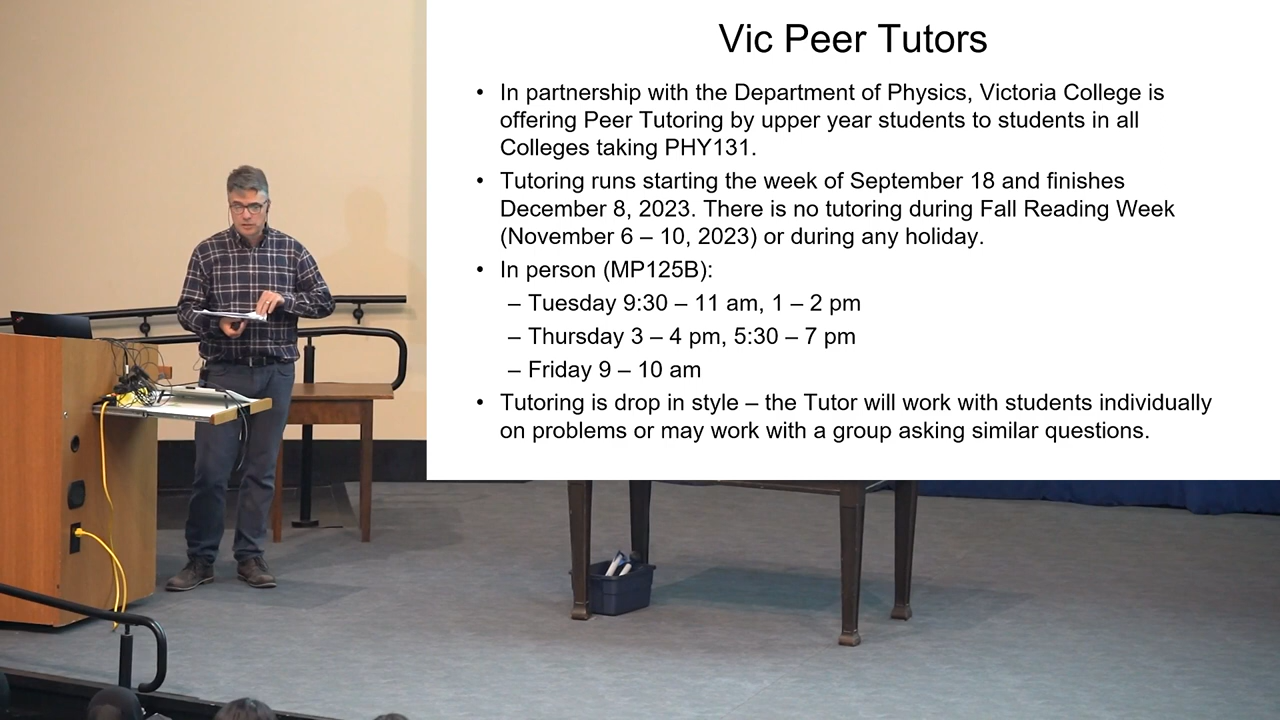 Vic Peer Tutors
• In partnership with the Department of Physics, Victoria College is
offering Peer Tutoring by upper year students to students in all
Colleges taking PHY131.
• Tutoring runs starting the week of September 18 and finishes
December 8, 2023. There is no tutoring during Fall Reading Week
(November 6 – 10, 2023) or during any holiday.
• In person (MP125B):
– Tuesday 9:30 – 11 am, 1 – 2 pm
– Thursday 3 – 4 pm, 5:30 – 7 pm
– Friday 9 – 10 am
• Tutoring is drop in style – the Tutor will work with students individually
on problems or may work with a group asking similar questions.